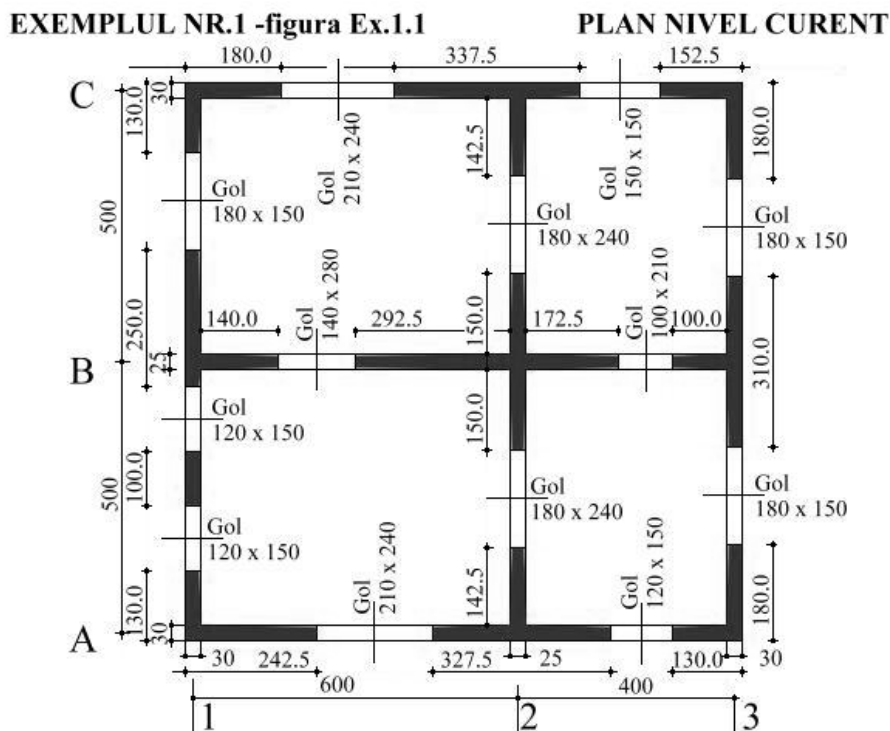 EXEMPLUL NR.1 -figura Ex.1.1 PLAN NIVEL CURENT
180.0 337.5 152.5
C
30
130.0
142.5
180.0
Gol
210 x 240
Gol
150 x 150
Gol
180 x 150
500
Gol
180 x 240
Gol
180 x 150
250.0
140.0
Gol
140 x 280
292.5
150.0
172.5
Gol
100 x 210
100.0
310.0
B
25
Gol
120 x 150
150.0
100.0
500
Gol
180 x 240
Gol
180 x 150
Gol
120 x 150
Gol
210 x 240
142.5
Gol
120 x 150
130.0
180.0
A
30
30 242.5 327.5 25 130.0 30
600 400
1 2 3